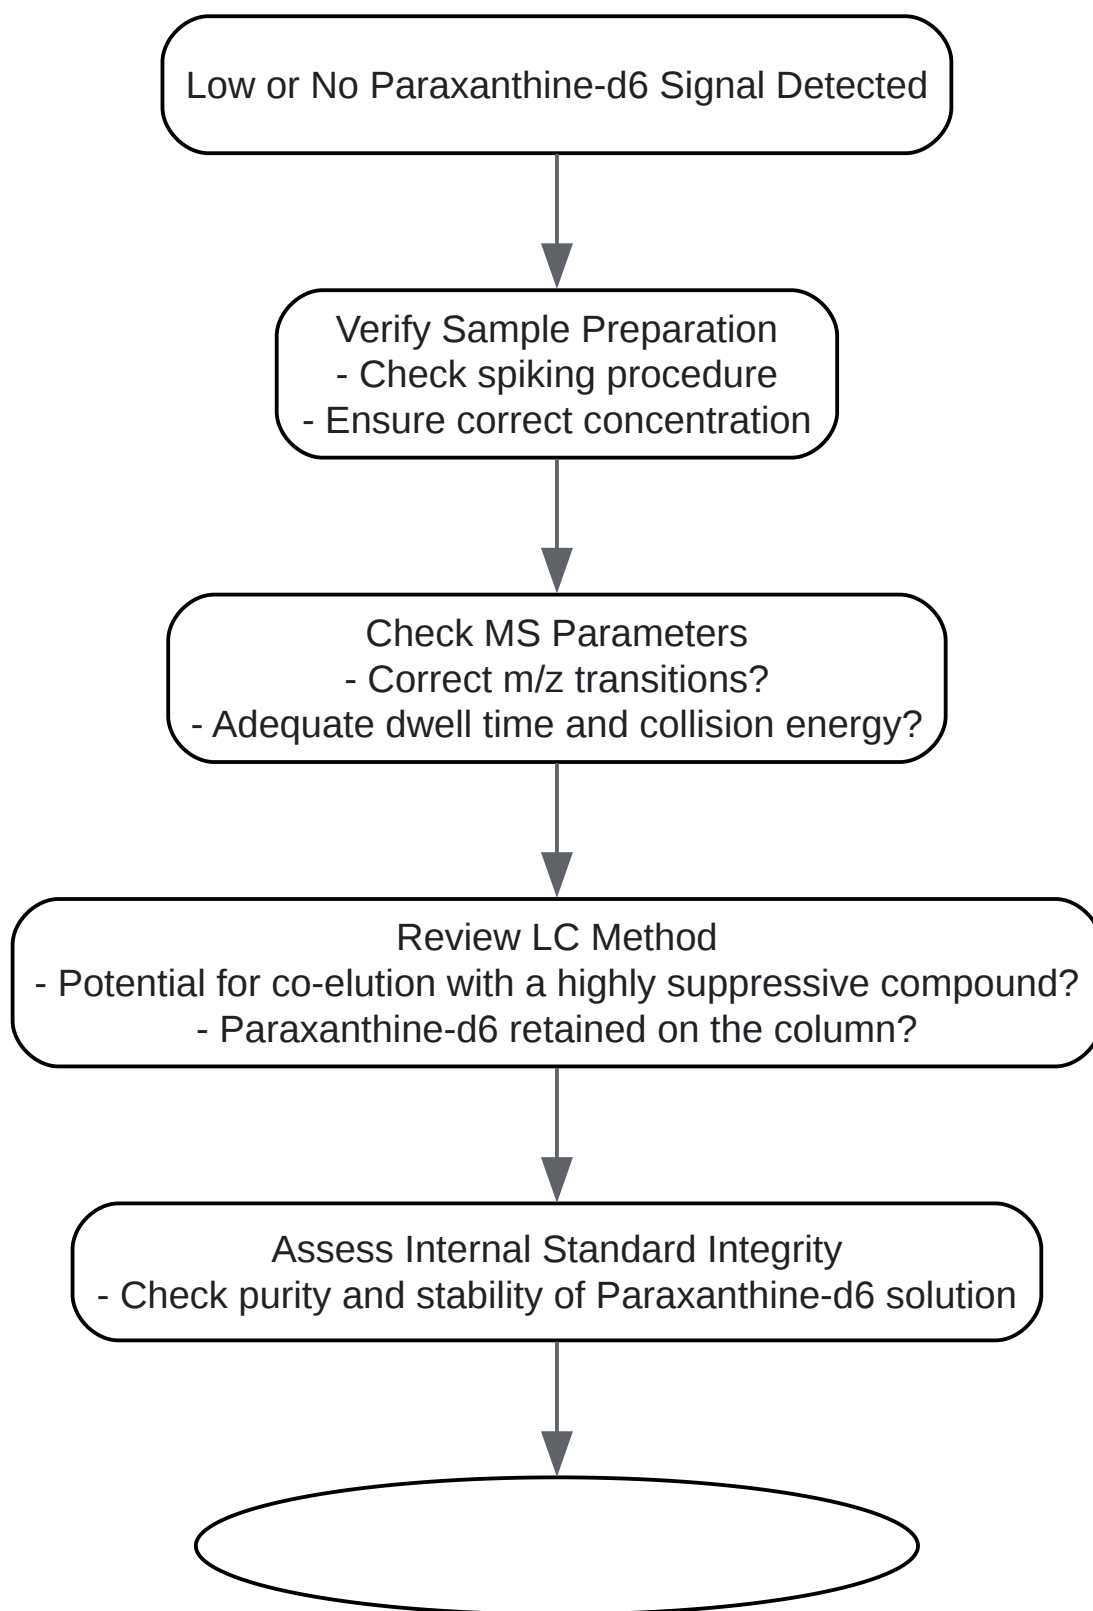 Low or No Paraxanthine-d6 Signal Detected
Verify Sample Preparation
- Check spiking procedure
- Ensure correct concentration
Check MS Parameters
- Correct m/z transitions?
- Adequate dwell time and collision energy?
Review LC Method
- Potential for co-elution with a highly suppressive compound?
- Paraxanthine-d6 retained on the column?
Assess Internal Standard Integrity
- Check purity and stability of Paraxanthine-d6 solution